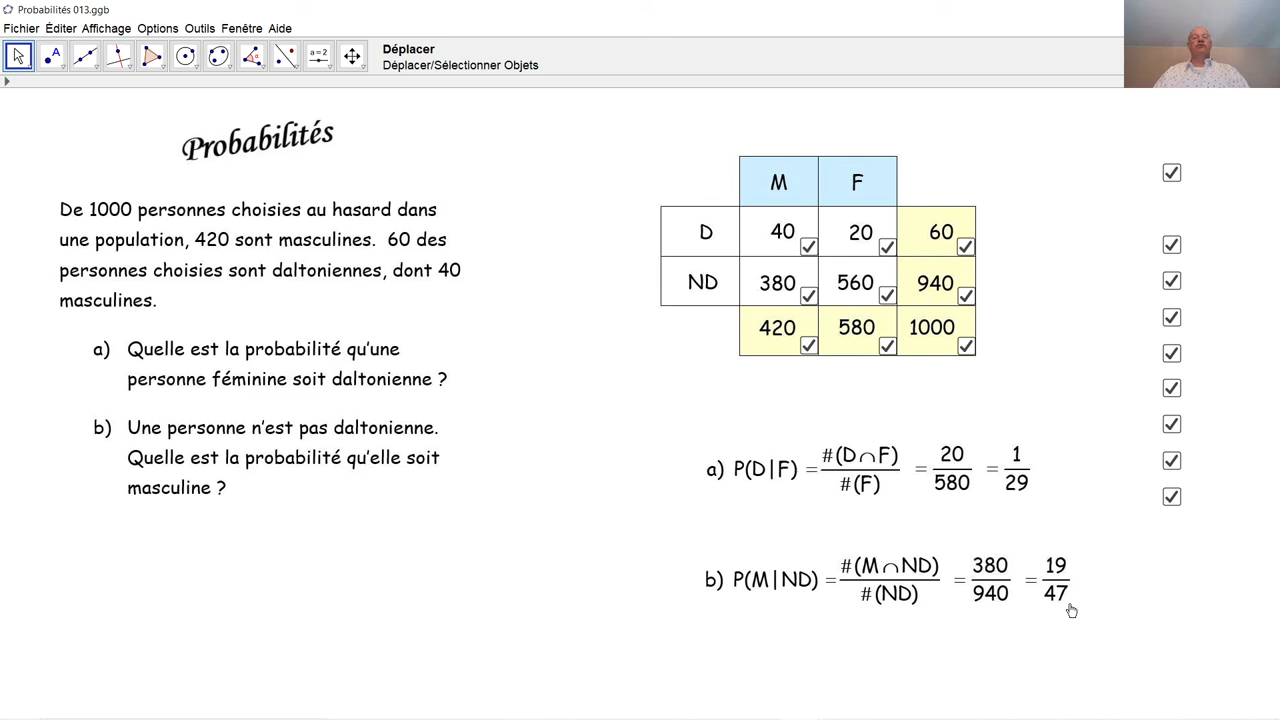 Probabilités 013.ggb
Fichier Éditer Affichage Options Outils Fenêtre Aide
A
a=2
Déplacer
Déplacer/Sélectionner Objets
Probabilités
De 1000 personnes choisies au hasard dans
une population, 420 sont masculines. 60 des
personnes choisies sont daltoniennes, dont 40
masculines.
a) Quelle est la probabilité qu’une
personne féminine soit daltonienne ?
b) Une personne n’est pas daltonienne.
Quelle est la probabilité qu’elle soit
masculine ?
M F
D 40 20 60
ND 380 560 940
420 580 1000
a) P(D|F) = #(D∩F) / #(F) = 20/580 = 1/29
b) P(M|ND) = #(M∩ND) / #(ND) = 380/940 = 19/47